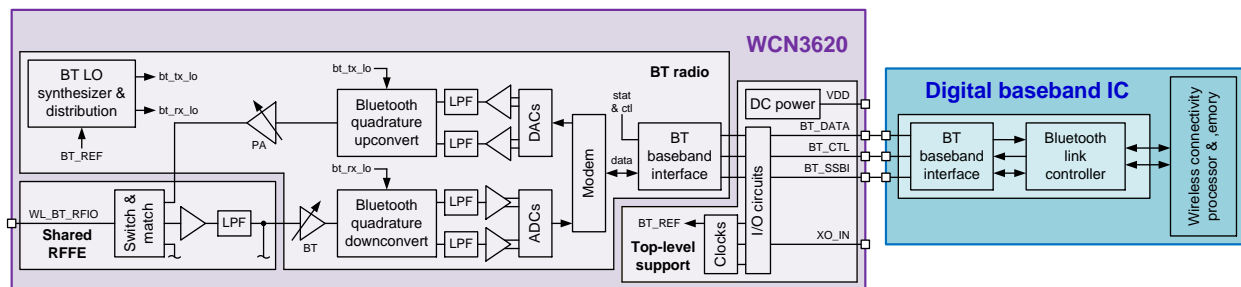 WCN3620
BT LO
synthesizer &
distribution
bt_tx_lo
bt_rx_lo
BT_REF
PA
bt_tx_lo
Bluetooth
quadrature
upconvert
LPF
LPF
DACs
BT radio
stat
& ctl
data
Modem
BT
baseband
interface
bt_rx_lo
Bluetooth
quadrature
downconvert
LPF
LPF
ADCs
WL_BT_RFIO
Shared
RFFE
Switch &
match
LPF
BT
DC power
VDD
BT_DATA
BT_CTL
BT_SSBI
I/O circuits
BT_REF
Clocks
XO_IN
Top-level
support
Digital baseband IC
BT
baseband
interface
Bluetooth
link
controller
Wireless connectivity
processor & ,emory